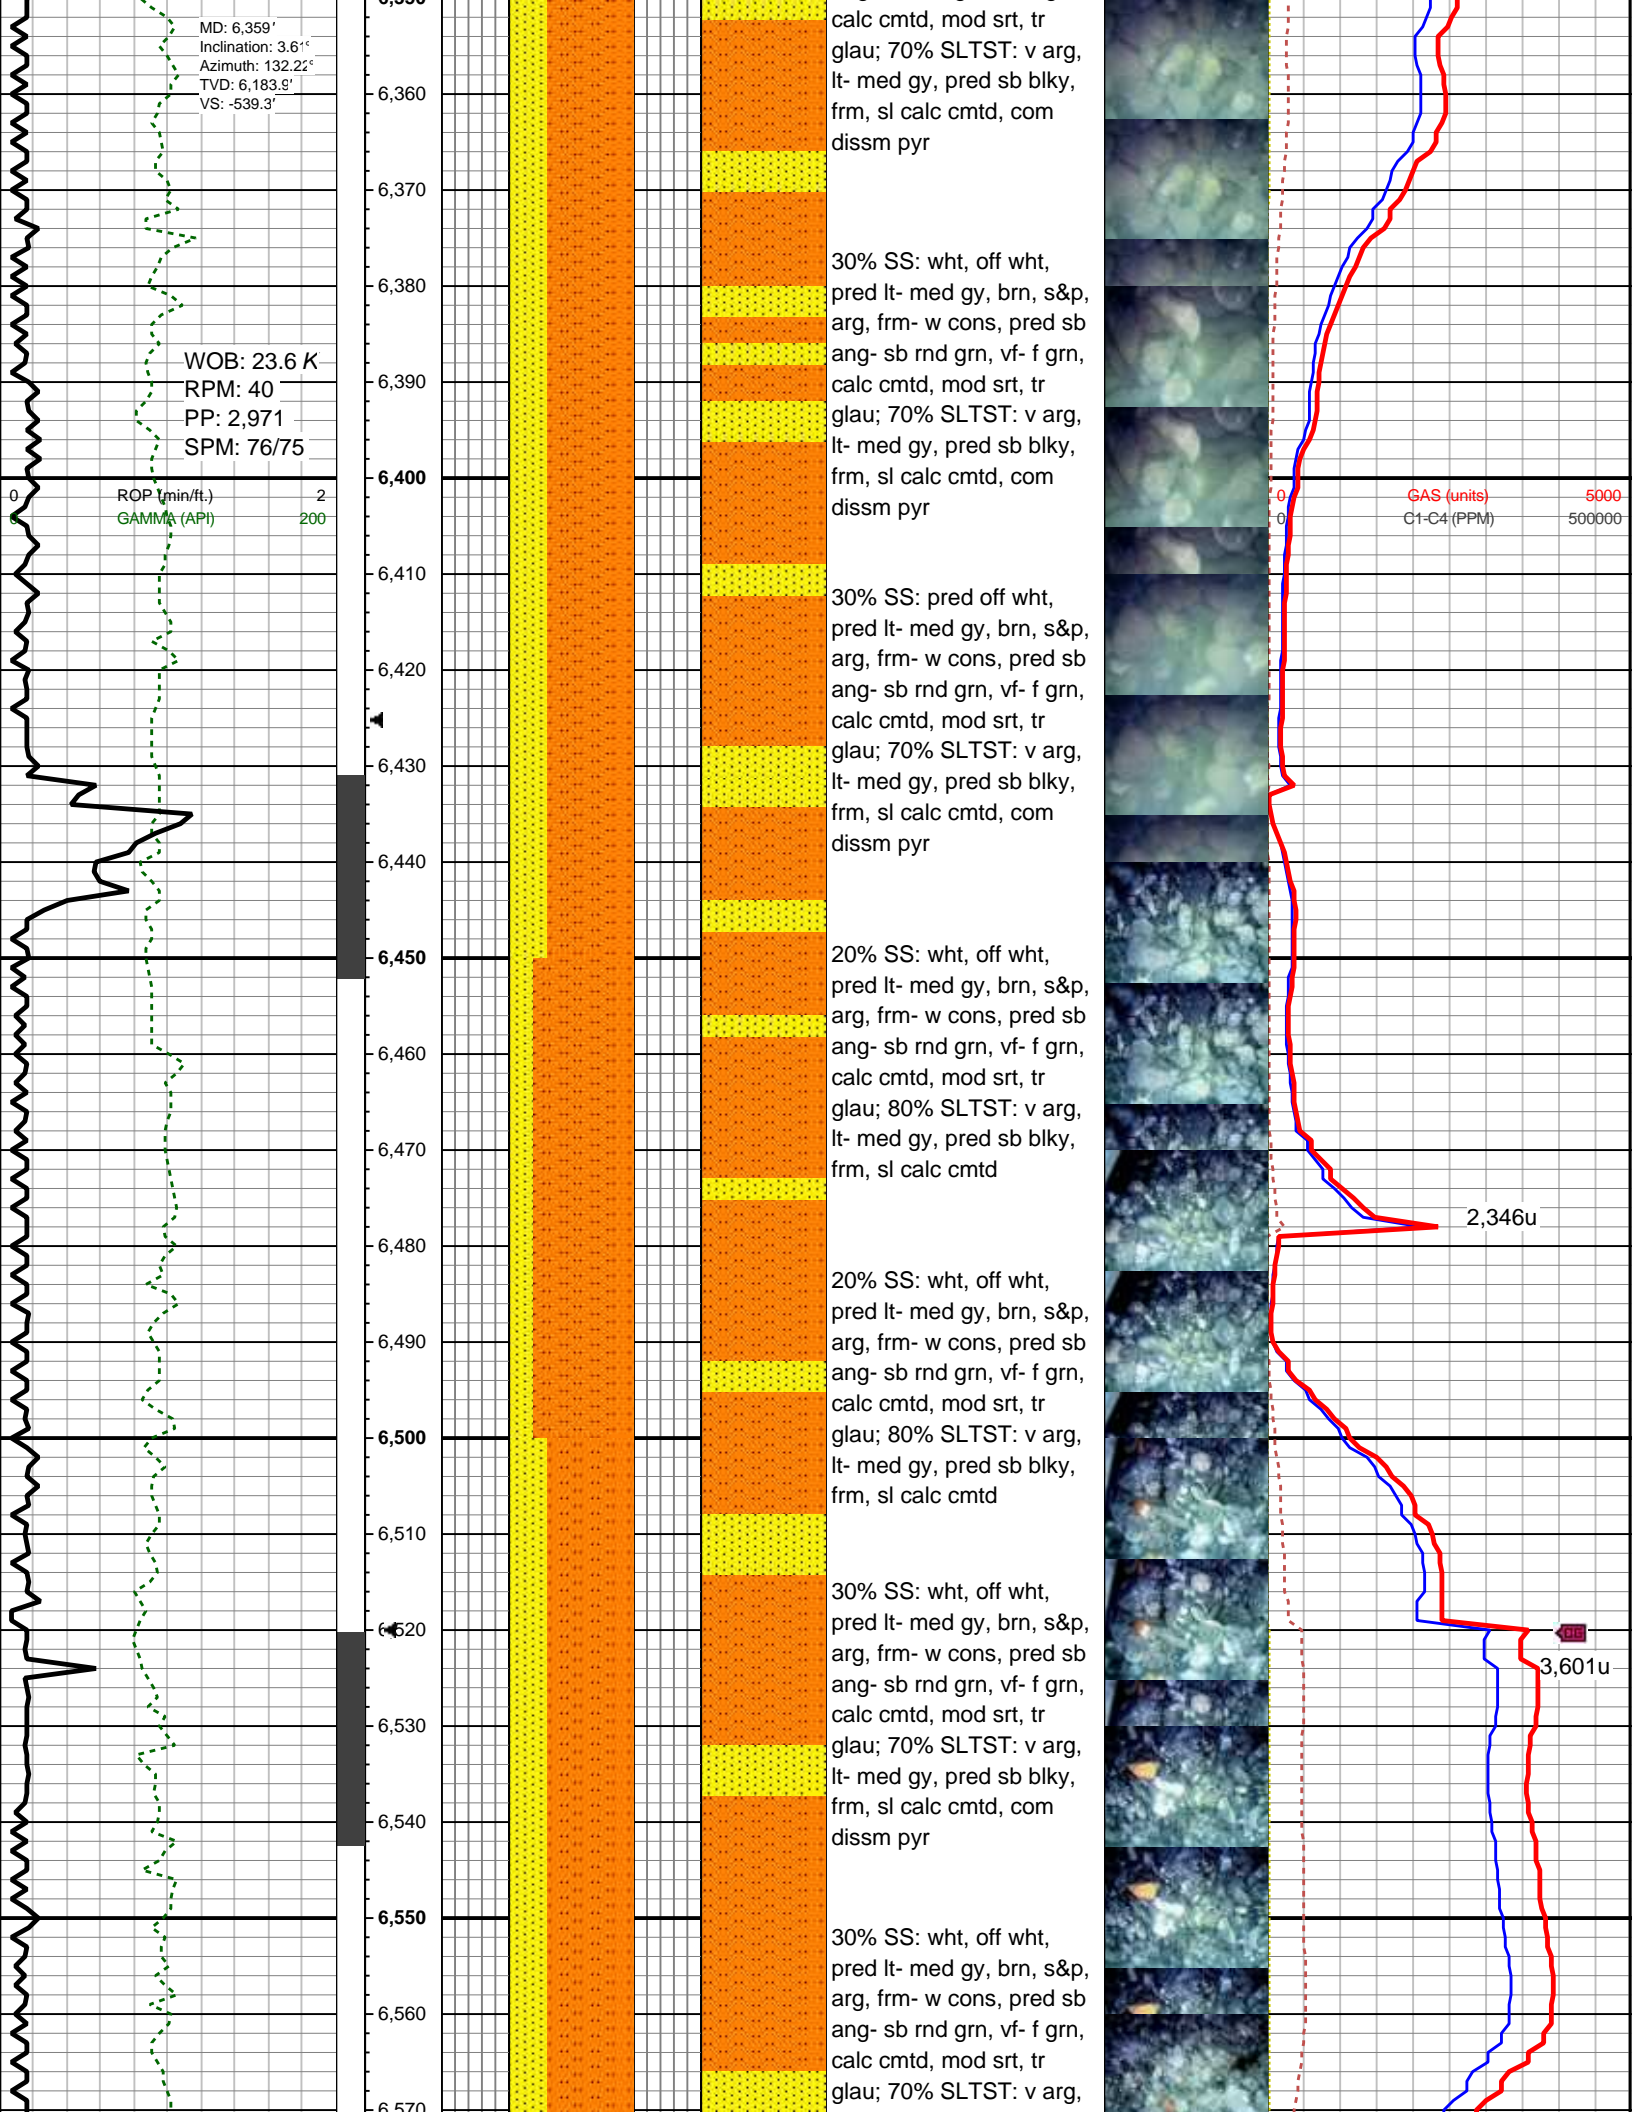 MD: 6,359'
Inclination: 3.61°
Azimuth: 132.22°
TVD: 6,183.9'
VS: -539.3'
WOB: 23.6 K
RPM: 40
PP: 2,971
SPM: 76/75
0 ROP (min/ft.) 2
0 GAMMA (API) 200
6,360
6,370
6,380
6,390
6,400
6,410
6,420
6,430
6,440
6,450
6,460
6,470
6,480
6,490
6,500
6,510
6,520
6,530
6,540
6,550
6,560
6,570
calc cmtd, mod srt, tr
glau; 70% SLTST: v arg,
lt- med gy, pred sb blky,
frm, sl calc cmtd, com
dissm pyr
30% SS: wht, off wht,
pred lt- med gy, brn, s&p,
arg, frm- w cons, pred sb
ang- sb rnd grn, vf- f grn,
calc cmtd, mod srt, tr
glau; 70% SLTST: v arg,
lt- med gy, pred sb blky,
frm, sl calc cmtd, com
dissm pyr
30% SS: pred off wht,
pred lt- med gy, brn, s&p,
arg, frm- w cons, pred sb
ang- sb rnd grn, vf- f grn,
calc cmtd, mod srt, tr
glau; 70% SLTST: v arg,
lt- med gy, pred sb blky,
frm, sl calc cmtd, com
dissm pyr
20% SS: wht, off wht,
pred lt- med gy, brn, s&p,
arg, frm- w cons, pred sb
ang- sb rnd grn, vf- f grn,
calc cmtd, mod srt, tr
glau; 80% SLTST: v arg,
lt- med gy, pred sb blky,
frm, sl calc cmtd
20% SS: wht, off wht,
pred lt- med gy, brn, s&p,
arg, frm- w cons, pred sb
ang- sb rnd grn, vf- f grn,
calc cmtd, mod srt, tr
glau; 80% SLTST: v arg,
lt- med gy, pred sb blky,
frm, sl calc cmtd
30% SS: wht, off wht,
pred lt- med gy, brn, s&p,
arg, frm- w cons, pred sb
ang- sb rnd grn, vf- f grn,
calc cmtd, mod srt, tr
glau; 70% SLTST: v arg,
lt- med gy, pred sb blky,
frm, sl calc cmtd, com
dissm pyr
30% SS: wht, off wht,
pred lt- med gy, brn, s&p,
arg, frm- w cons, pred sb
ang- sb rnd grn, vf- f grn,
calc cmtd, mod srt, tr
glau; 70% SLTST: v arg,
0 GAS (units) 5000
0 C1-C4 (PPM) 500000
2,346u
3,601u